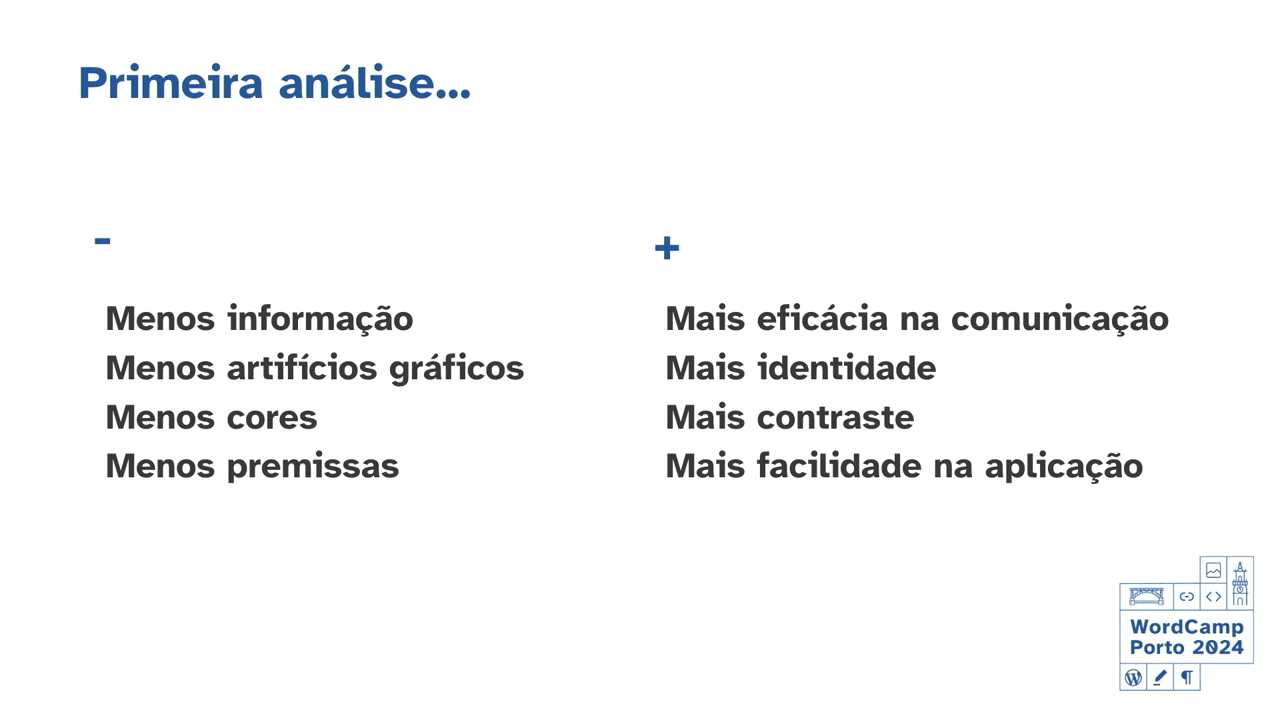 Primeira análise...
-
Menos informação
Menos artifícios gráficos
Menos cores
Menos premissas
+
Mais eficácia na comunicação
Mais identidade
Mais contraste
Mais facilidade na aplicação
WordCamp
Porto 2024